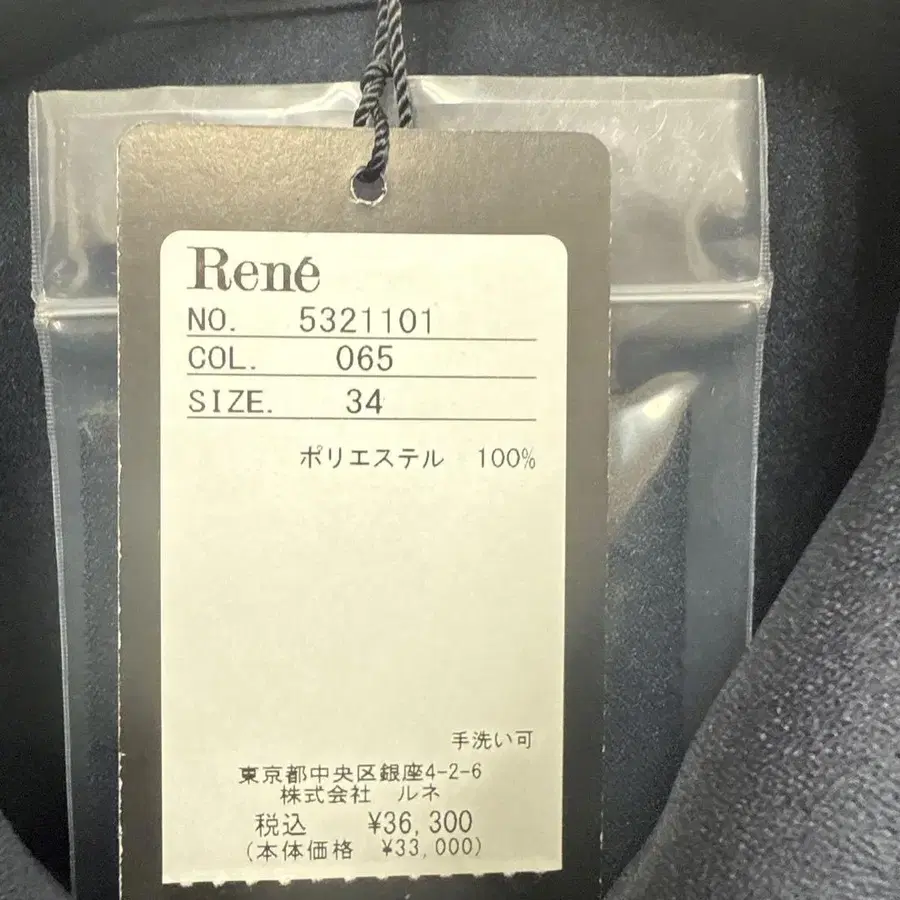 René
NO. 5321101
COL. 065
SIZE. 34
ポリエステル 100%
手洗い可
東京都中央区銀座4-2-6
株式会社 ルネ
税込 ¥36,300
(本体価格 ¥33,000)